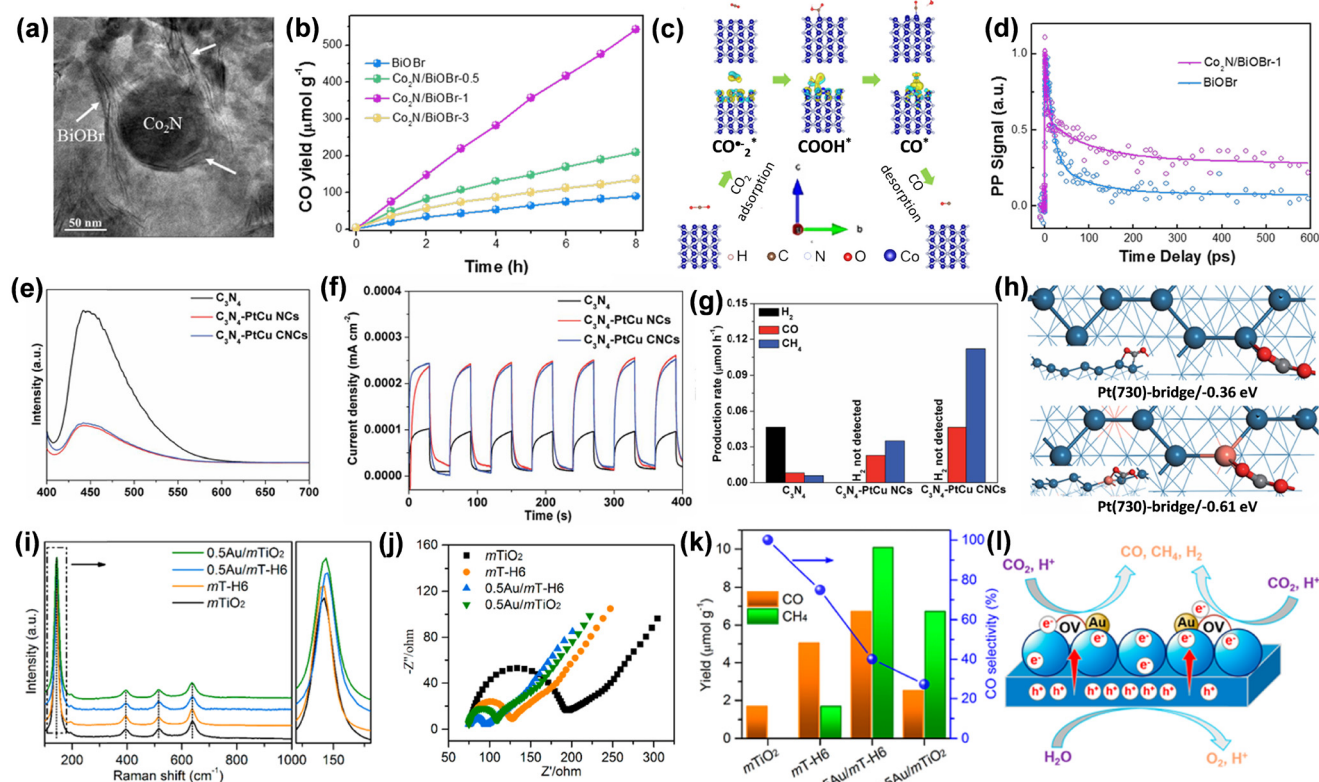 (a)
BiOBr
Co₂N
50 nm
(b)
CO yield (μmol g⁻¹)
500
400
300
200
100
0
BiOBr
Co₂N/BiOBr-0.5
Co₂N/BiOBr-1
Co₂N/BiOBr-3
0 2 4 6 8
Time (h)
(c)
COOH*
CO*
CO₂
adsorption
CO
desorption
c
b
H C N O Co
(d)
PP Signal (a.u.)
1.0
0.5
0.0
Co₂N/BiOBr-1
BiOBr
0 100 200 300 400 500 600
Time Delay (ps)
(e)
Intensity (a.u.)
C₃N₄
C₃N₄-PtCu NCs
C₃N₄-PtCu CNCs
400 450 500 550 600 650 700
(f)
Current density (mA cm⁻²)
0.0004
0.0003
0.0002
0.0001
0.0000
C₃N₄
C₃N₄-PtCu NCs
C₃N₄-PtCu CNCs
0 100 200 300 400
Time (s)
(g)
Production rate (μmol h⁻¹)
0.15
0.12
0.09
0.06
0.03
0.00
H₂
CO
CH₄
H₂ not detected
H₂ not detected
C₃N₄ C₃N₄-PtCu NCs C₃N₄-PtCu CNCs
(h)
Pt(730)-bridge/-0.36 eV
Pt(730)-bridge/-0.61 eV
(i)
Intensity (a.u.)
0.5Au/mTiO₂
0.5Au/mT-H6
mT-H6
mTiO₂
200 400 600 800 1000
150
Raman shift (cm⁻¹)
(j)
-Z''/ohm
160
120
80
40
0
mTiO₂
mT-H6
0.5Au/mT-H6
0.5Au/mTiO₂
50 100 150 200 250 300
Z'/ohm
(k)
Yield (μmol g⁻¹)
10
8
6
4
2
0
CO
CH₄
100
80
60
40
20
0
CO selectivity (%)
mTiO₂
mT-H6
5Au/mT-H6
5Au/mTiO₂
(l)
CO₂, H⁺
CO, CH₄, H₂
CO₂, H⁺
OV Au Au OV
e⁻ e⁻ e⁻ e⁻ e⁻ e⁻ e⁻
h⁺ h⁺ h⁺ h⁺ h⁺ h⁺ h⁺
H₂O
O₂, H⁺